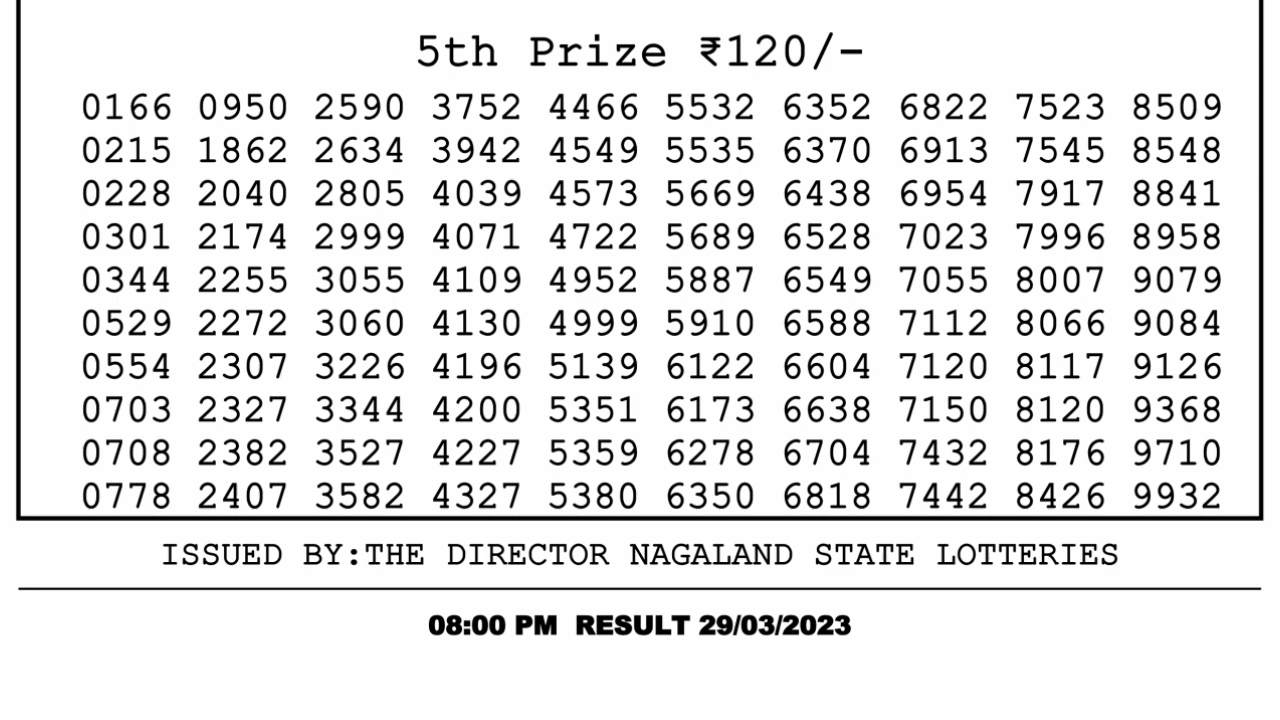 5th Prize ₹120/-
0166 0950 2590 3752 4466 5532 6352 6822 7523 8509
0215 1862 2634 3942 4549 5535 6370 6913 7545 8548
0228 2040 2805 4039 4573 5669 6438 6954 7917 8841
0301 2174 2999 4071 4722 5689 6528 7023 7996 8958
0344 2255 3055 4109 4952 5887 6549 7055 8007 9079
0529 2272 3060 4130 4999 5910 6588 7112 8066 9084
0554 2307 3226 4196 5139 6122 6604 7120 8117 9126
0703 2327 3344 4200 5351 6173 6638 7150 8120 9368
0708 2382 3527 4227 5359 6278 6704 7432 8176 9710
0778 2407 3582 4327 5380 6350 6818 7442 8426 9932
ISSUED BY:THE DIRECTOR NAGALAND STATE LOTTERIES
08:00 PM RESULT 29/03/2023